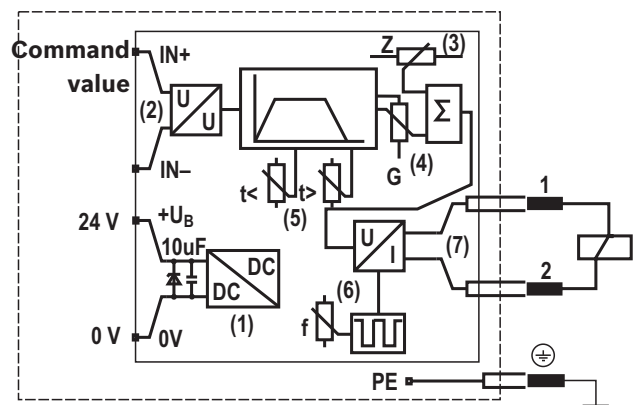 Command
value
IN+
(2)
U
U
IN–
Z
(3)
Σ
(4)
G
t<
t>
(5)
24 V
+UB
10uF
DC
DC
(1)
0 V
0V
U
I
(7)
(6)
f
1
2
PE